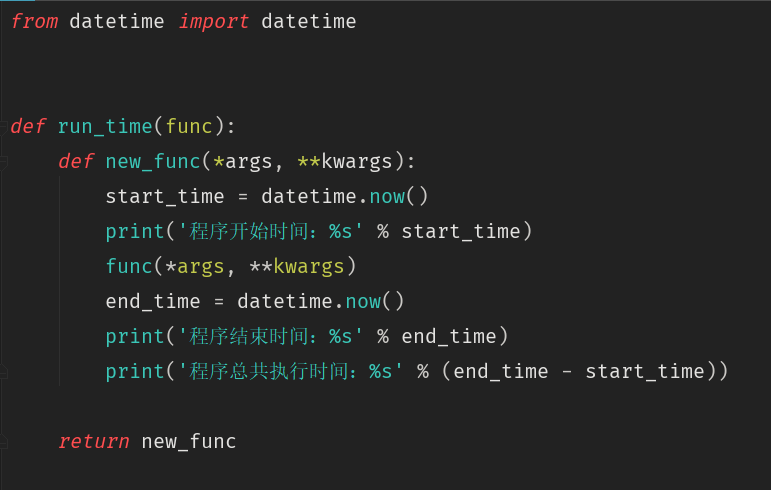 from datetime import datetime
def run_time(func):
    def new_func(*args, **kwargs):
        start_time = datetime.now()
        print('程序开始时间：%s' % start_time)
        func(*args, **kwargs)
        end_time = datetime.now()
        print('程序结束时间：%s' % end_time)
        print('程序总共执行时间：%s' % (end_time - start_time))
    return new_func